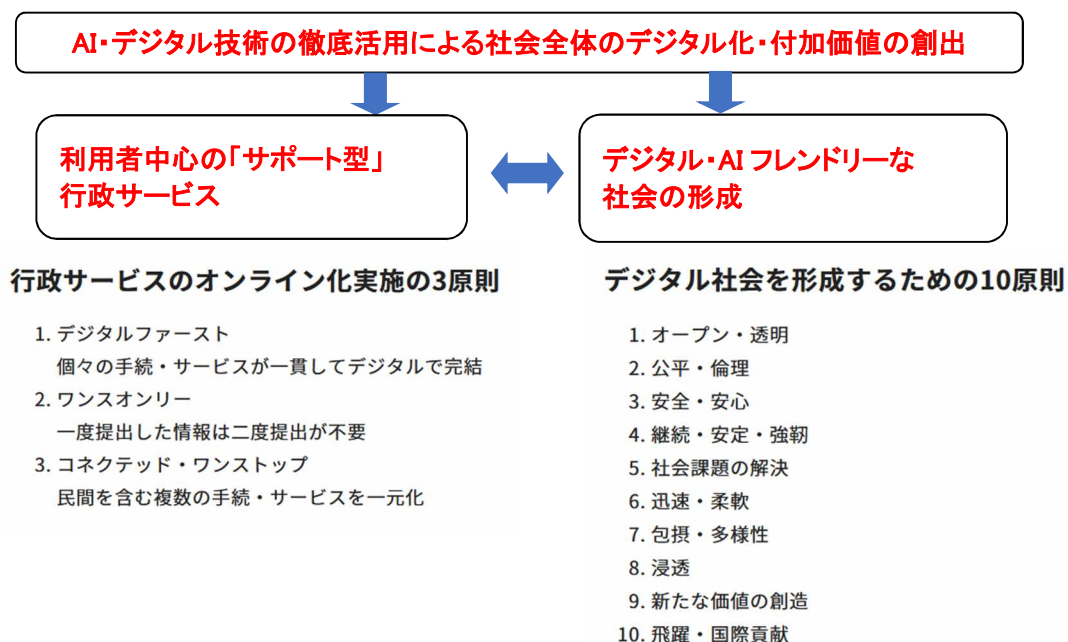 AI・デジタル技術の徹底活用による社会全体のデジタル化・付加価値の創出
利用者中心の「サポート型」
行政サービス
デジタル・AI フレンドリーな
社会の形成
行政サービスのオンライン化実施の3原則
1. デジタルファースト
個々の手続・サービスが一貫してデジタルで完結
2. ワンスオンリー
一度提出した情報は二度提出が不要
3. コネクテッド・ワンストップ
民間を含む複数の手続・サービスを一元化
デジタル社会を形成するための10原則
1. オープン・透明
2. 公平・倫理
3. 安全・安心
4. 継続・安定・強靭
5. 社会課題の解決
6. 迅速・柔軟
7. 包摂・多様性
8. 浸透
9. 新たな価値の創造
10. 飛躍・国際貢献